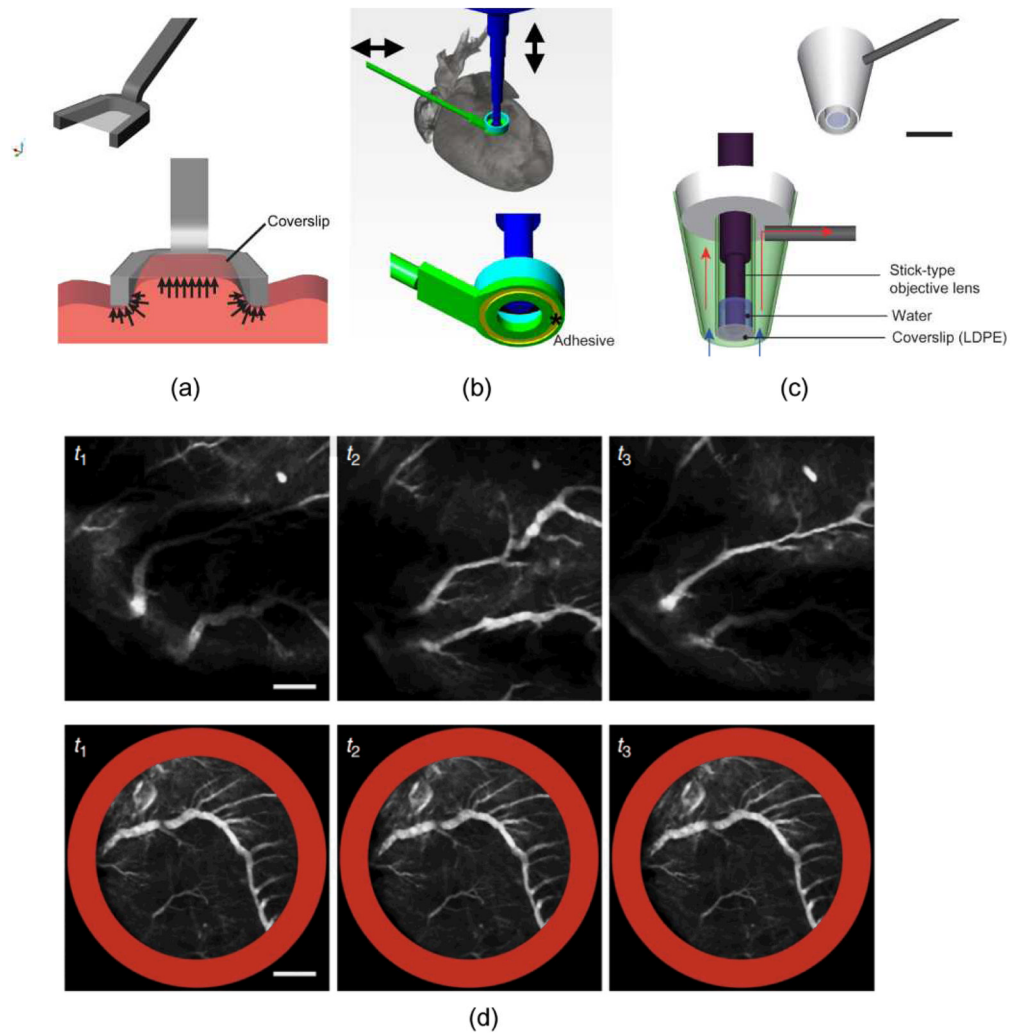 Coverslip
(a)
Adhesive
*
(b)
Stick-type
objective lens
Water
Coverslip (LDPE)
(c)
t1
t2
t3
t1
t2
t3
(d)